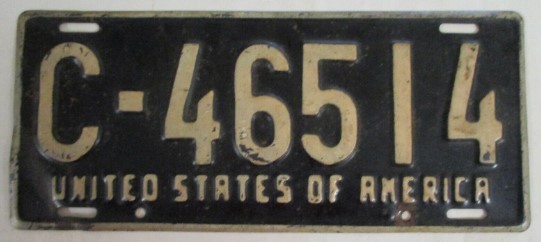 C-46514
UNITED STATES OF AMERICA